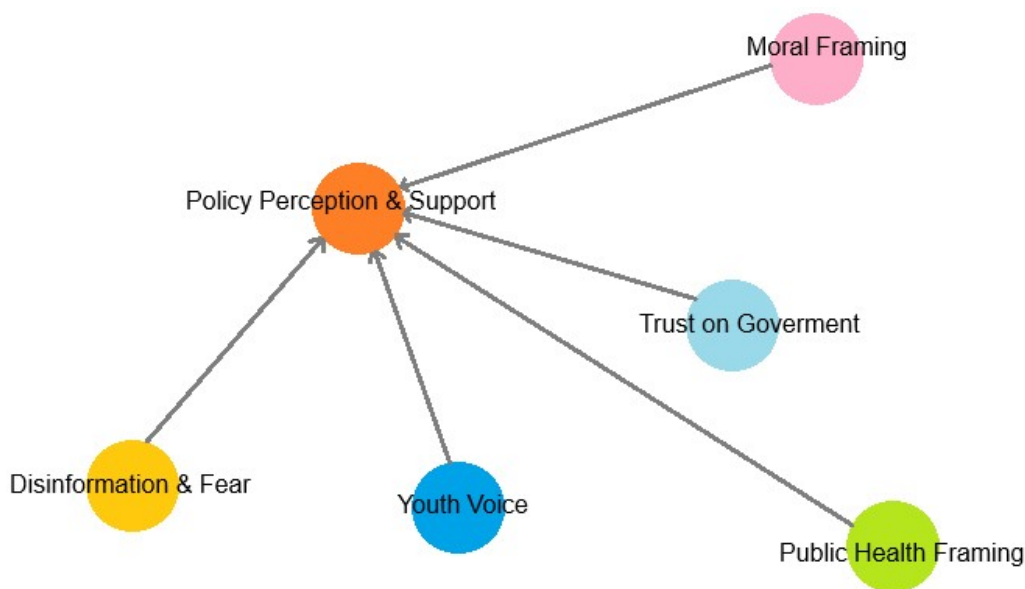 Moral Framing
Policy Perception & Support
Trust on Goverment
Disinformation & Fear
Youth Voice
Public Health Framing